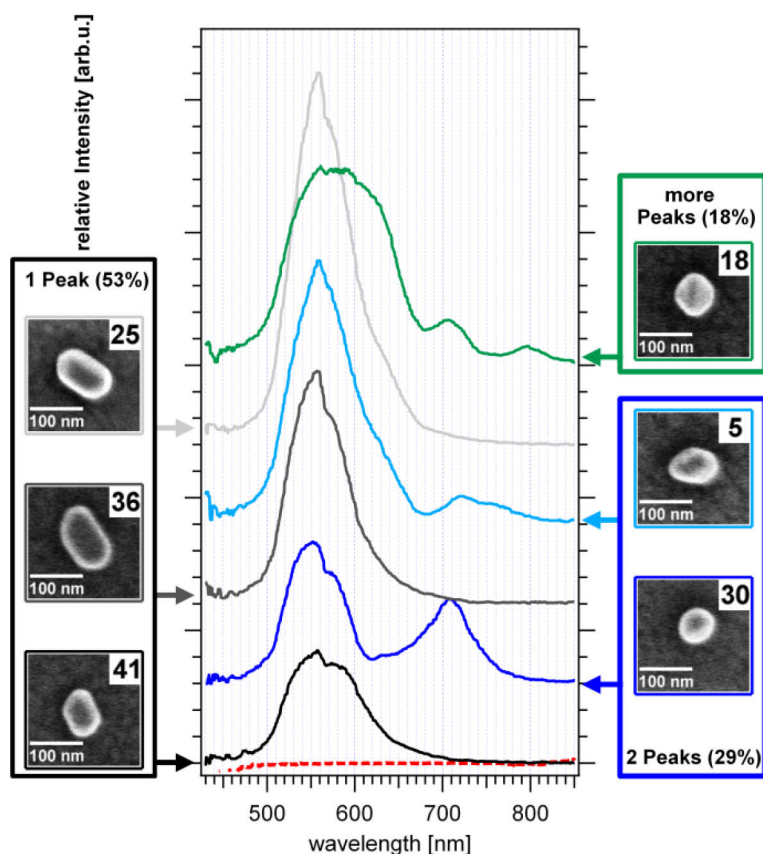 relative Intensity [arb.u.]
1 Peak (53%)
25
100 nm
36
100 nm
41
100 nm
more
Peaks (18%)
18
100 nm
5
100 nm
30
100 nm
2 Peaks (29%)
500 600 700 800
wavelength [nm]